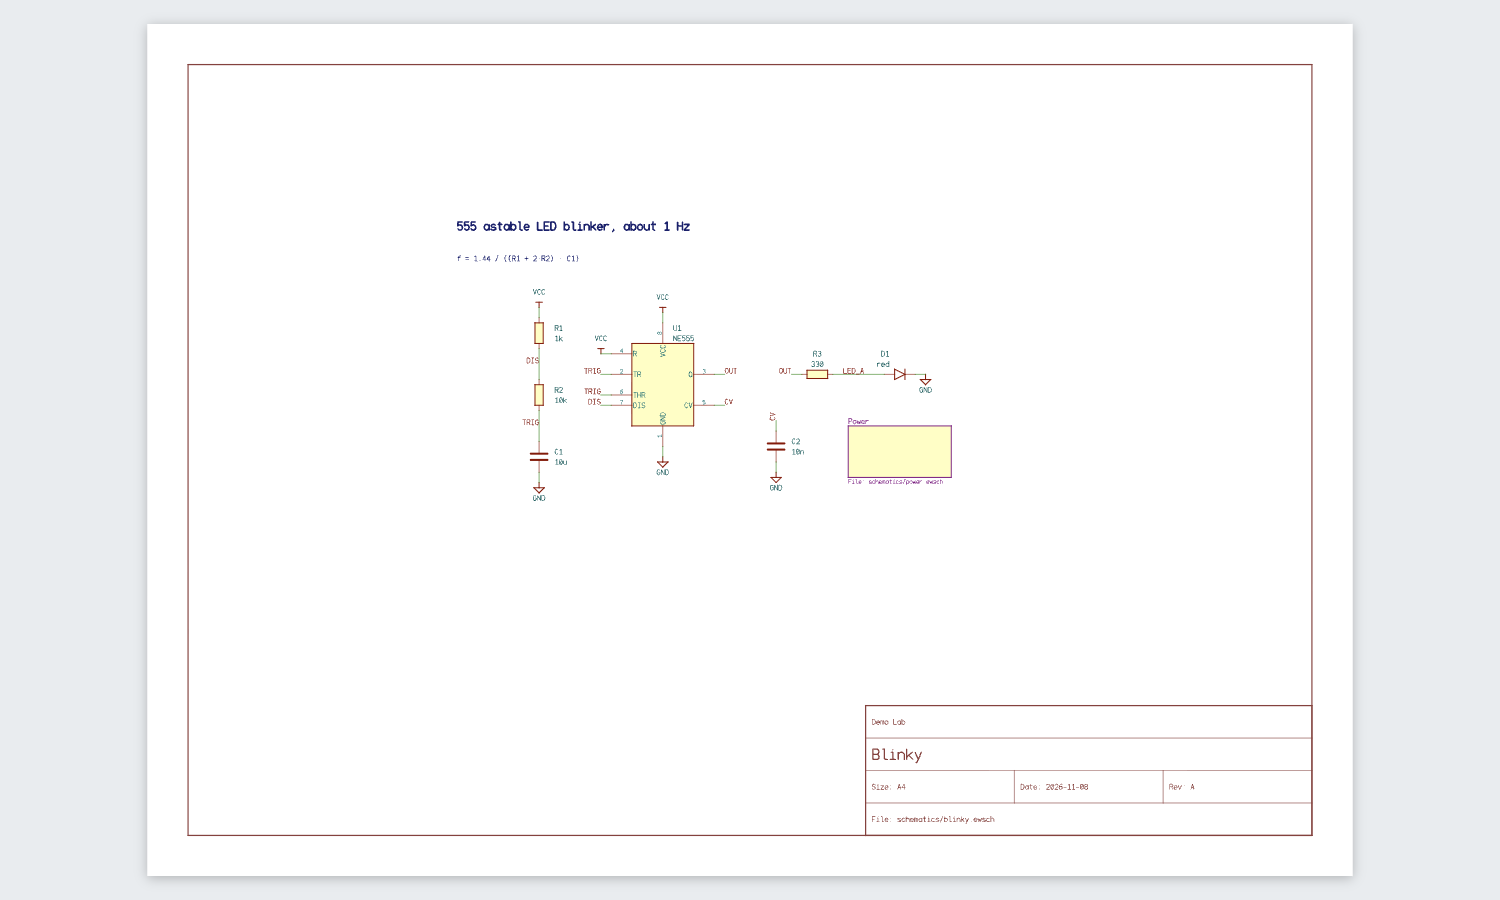 555 astable LED blinker, about 1 Hz
f = 1.44 / ((R1 + 2·R2) · C1)
VCC
R1
1k
DIS
R2
10k
TRIG
C1
10u
GND
VCC
U1
NE555
8
VCC
VCC
4
R
TRIG
2
TR
TRIG
6
THR
DIS
7
DIS
Q
3
OUT
CV
5
CV
GND
1
GND
OUT
R3
330
LED_A
D1
red
GND
CV
C2
10n
GND
Power
File: schematics/power.ewsch
Demo Lab
Blinky
Size: A4
Date: 2026-11-08
Rev: A
File: schematics/blinky.ewsch